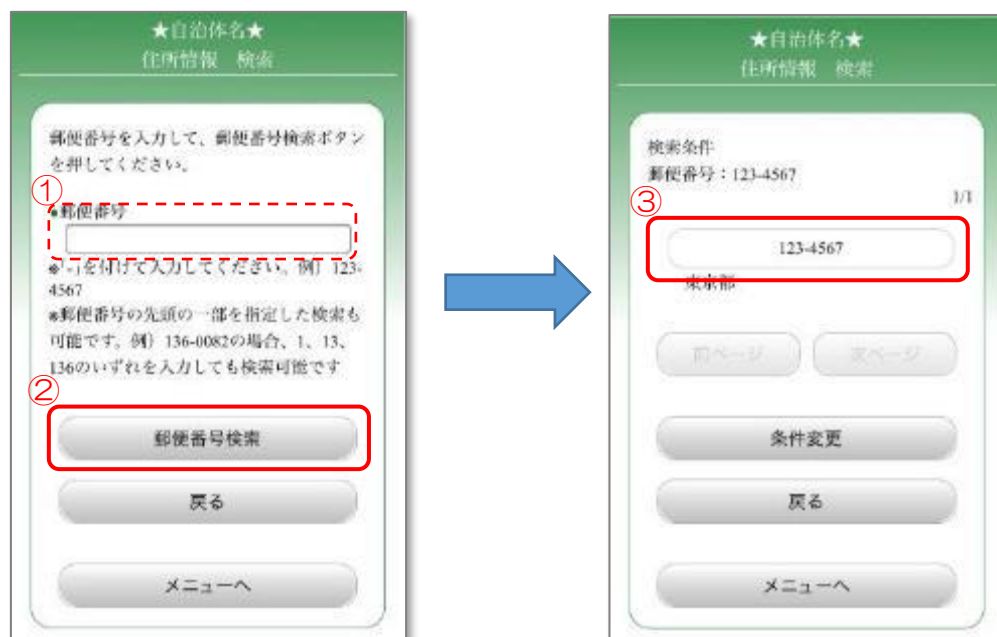 ★自治体名★
住所情報 検索
郵便番号を入力して、郵便番号検索ボタン
を押してください。
①
●郵便番号
※「-」を付けて入力してください。例）123-
4567
※郵便番号の先頭の一部を指定した検索も
可能です。例）136-0082の場合、1、13、
136のいずれを入力しても検索可能です
②
郵便番号検索
戻る
メニューへ
★自治体名★
住所情報 検索
検索条件
郵便番号：123-4567
1/1
③
123-4567
東京都
前ページ
次ページ
条件変更
戻る
メニューへ